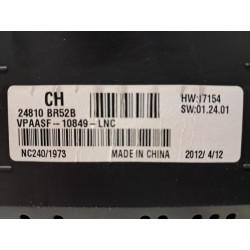 CH
HW:I7154
24810 BR52B
SW:01.24.01
VPAASF-10849-LNC
NC240/1973
MADE IN CHINA
2012/ 4/12